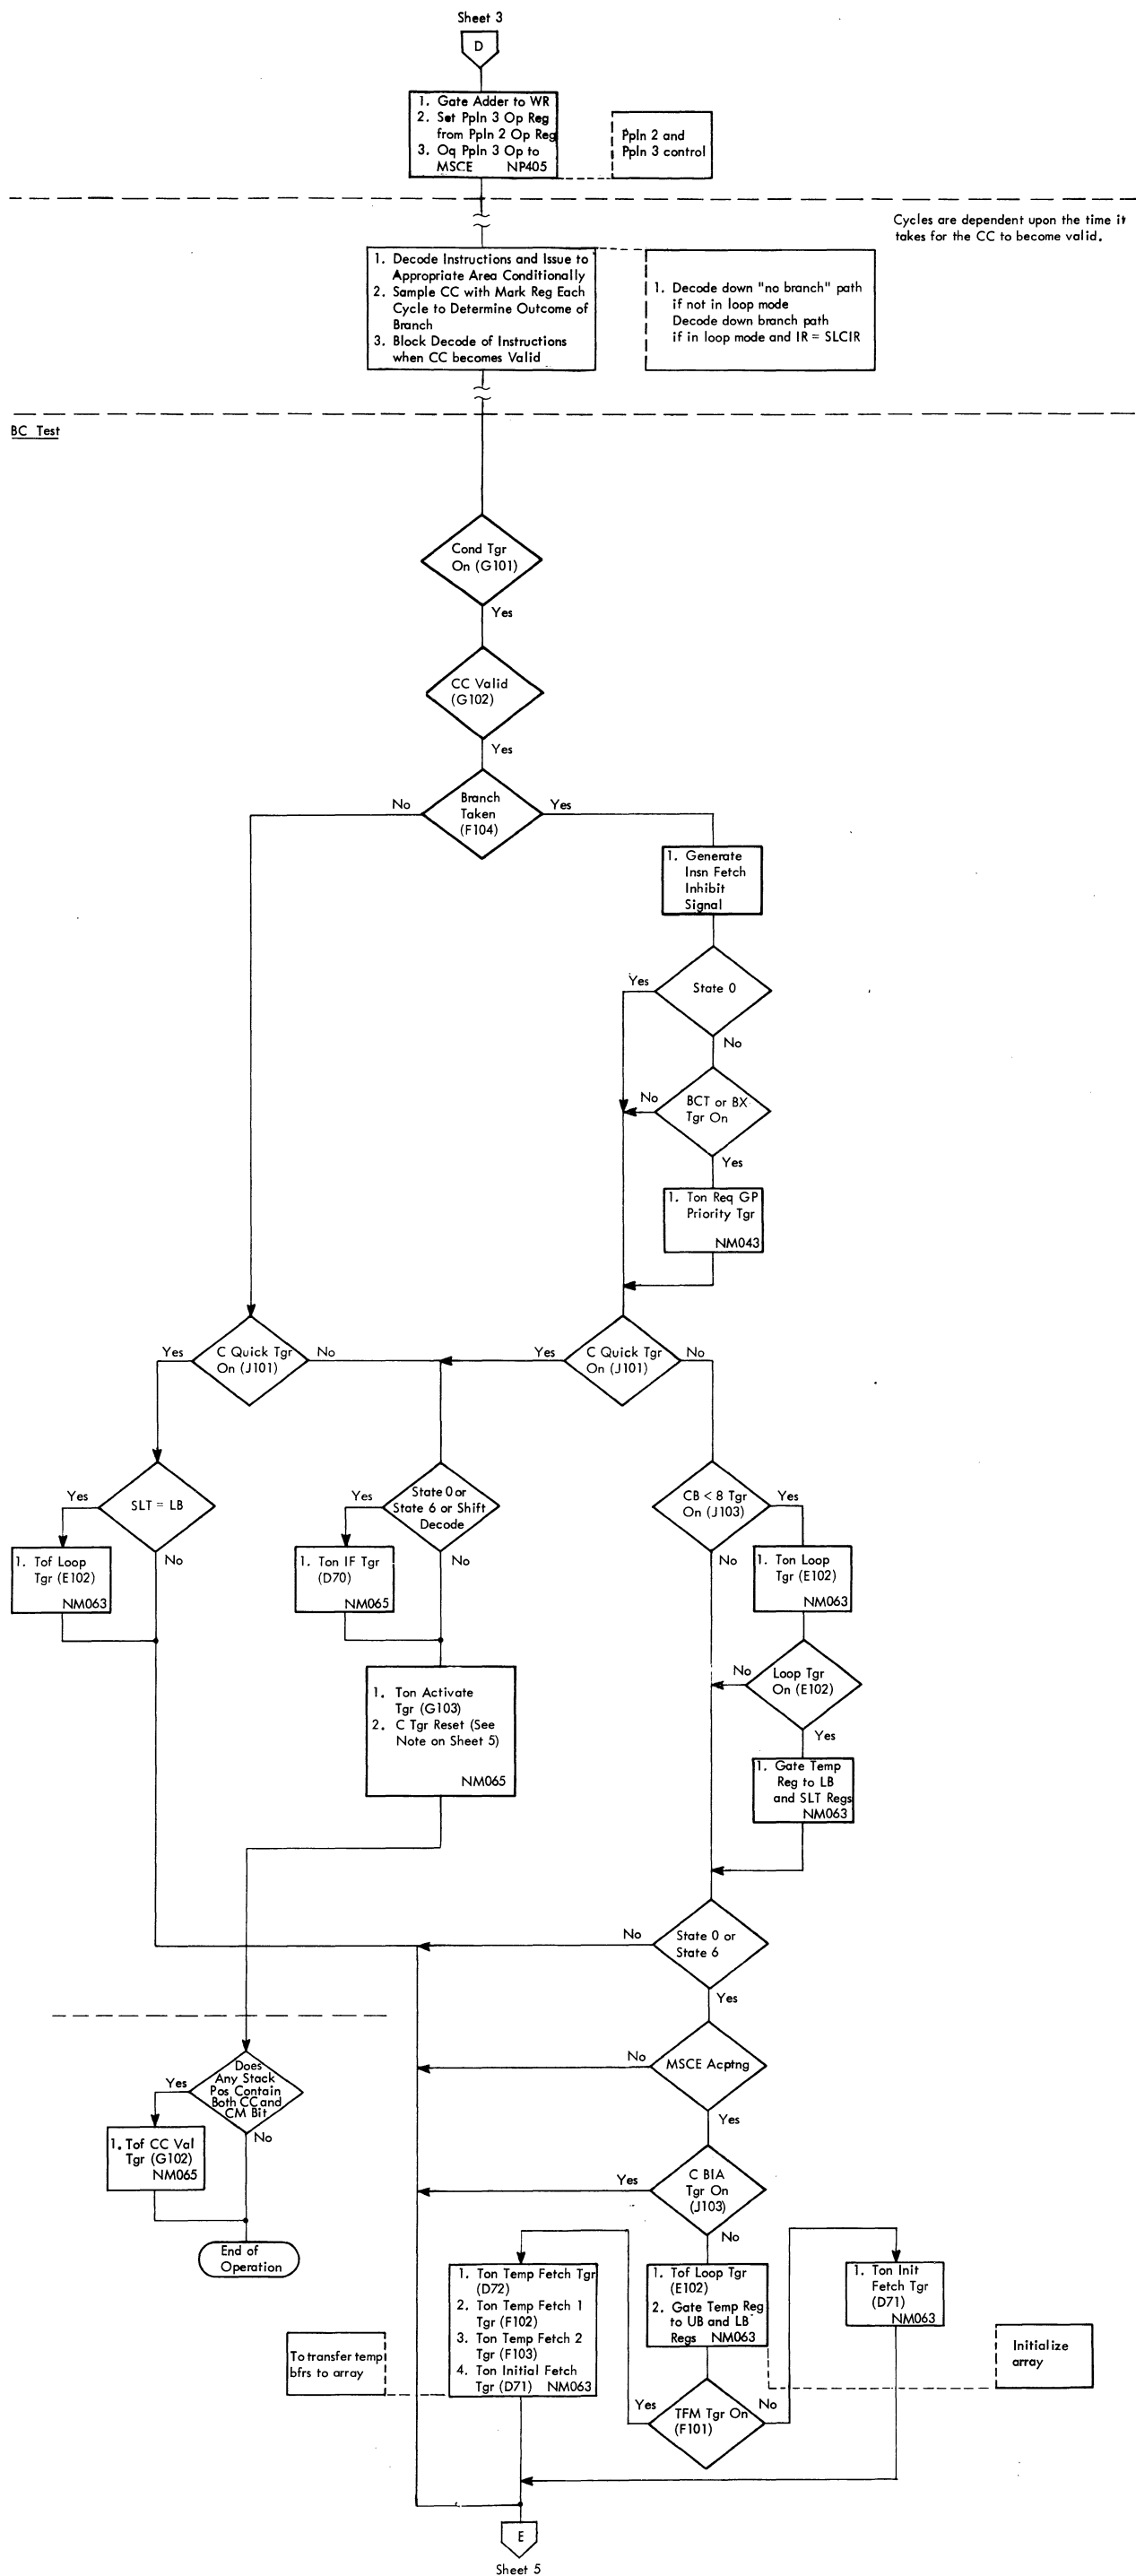 Sheet 3
D
1. Gate Adder to WR
2. Set Ppln 3 Op Reg
from Ppln 2 Op Reg
3. Oq Ppln 3 Op to
MSCE NP405
Ppln 2 and
Ppln 3 control
Cycles are dependent upon the time it
takes for the CC to become valid.
1. Decode Instructions and Issue to
Appropriate Area Conditionally
2. Sample CC with Mark Reg Each
Cycle to Determine Outcome of
Branch
3. Block Decode of Instructions
when CC becomes Valid
1. Decode down "no branch" path
if not in loop mode
Decode down branch path
if in loop mode and IR = SLCIR
BC Test
Cond Tgr
On (G101)
Yes
CC Valid
(G102)
Yes
Branch
Taken
(F104)
No
Yes
1. Generate
Insn Fetch
Inhibit
Signal
State 0
Yes
No
BCT or BX
Tgr On
No
Yes
1. Ton Req GP
Priority Tgr
NM043
Yes
C Quick Tgr
On (J101)
No
Yes
C Quick Tgr
On (J101)
No
Yes
SLT = LB
No
1. Tof Loop
Tgr (E102)
NM063
Yes
State 0 or
State 6 or Shift
Decode
No
1. Ton IF Tgr
(D70)
NM065
CB < 8 Tgr
On (J103)
Yes
No
1. Ton Loop
Tgr (E102)
NM063
No
Loop Tgr
On (E102)
Yes
1. Ton Activate
Tgr (G103)
2. C Tgr Reset (See
Note on Sheet 5)
NM065
1. Gate Temp
Reg to LB
and SLT Regs
NM063
No
State 0 or
State 6
Yes
No
MSCE Acptng
Yes
Does
Any Stack
Pos Contain
Both CC and
CM Bit
Yes
No
1. Tof CC Val
Tgr (G102)
NM065
End of
Operation
Yes
C BIA
Tgr On
(J103)
No
1. Ton Temp Fetch Tgr
(D72)
2. Ton Temp Fetch 1
Tgr (F102)
3. Ton Temp Fetch 2
Tgr (F103)
4. Ton Initial Fetch
Tgr (D71) NM063
1. Tof Loop Tgr
(E102)
2. Gate Temp Reg
to UB and LB
Regs NM063
1. Ton Init
Fetch Tgr
(D71)
NM063
To transfer temp
bfrs to array
Initialize
array
Yes
TFM Tgr On
(F101)
No
E
Sheet 5